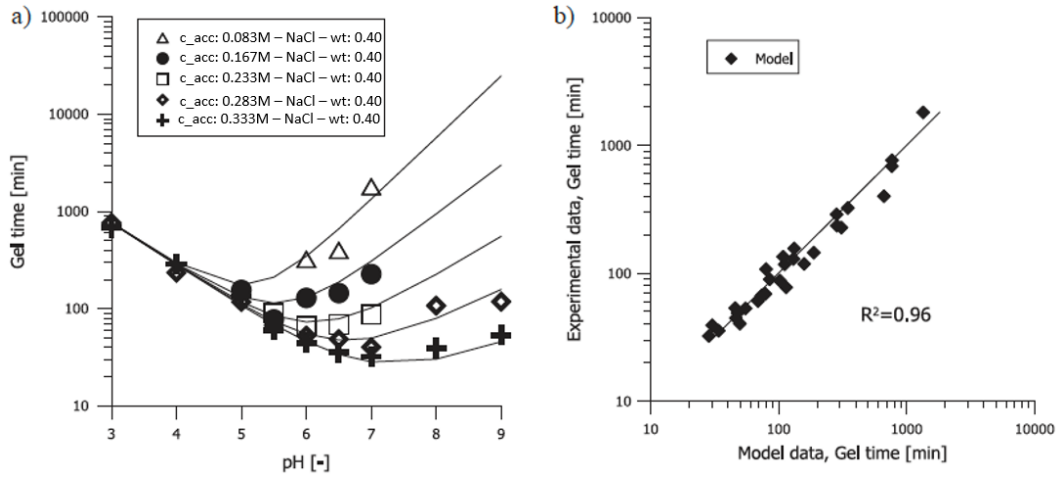 a)
100000
10000
1000
100
10
Gel time [min]
c_acc: 0.083M – NaCl – wt: 0.40
c_acc: 0.167M – NaCl – wt: 0.40
c_acc: 0.233M – NaCl – wt: 0.40
c_acc: 0.283M – NaCl – wt: 0.40
c_acc: 0.333M – NaCl – wt: 0.40
3 4 5 6 7 8 9
pH [-]
b)
10000
1000
100
10
Experimental data, Gel time [min]
Model
R²=0.96
10 100 1000 10000
Model data, Gel time [min]